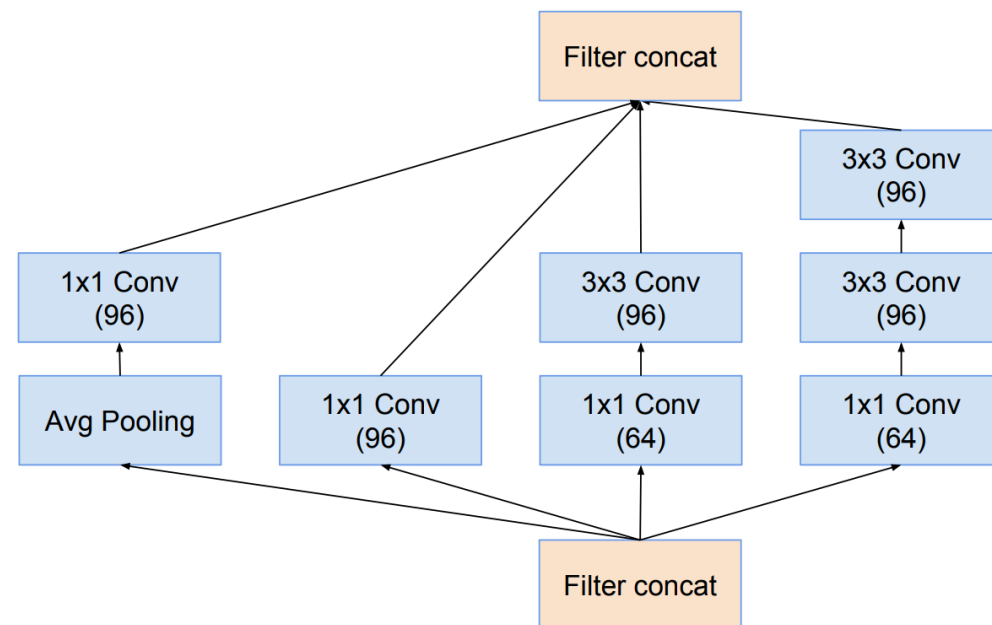 Filter concat
3x3 Conv
(96)
1x1 Conv
(96)
3x3 Conv
(96)
3x3 Conv
(96)
Avg Pooling
1x1 Conv
(96)
1x1 Conv
(64)
1x1 Conv
(64)
Filter concat